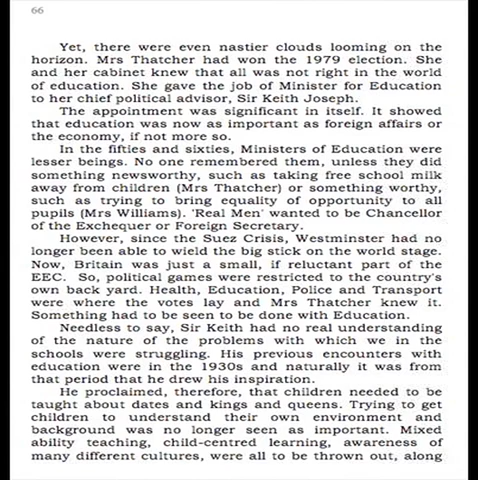 66
Yet, there were even nastier clouds looming on the
horizon. Mrs Thatcher had won the 1979 election. She
and her cabinet knew that all was not right in the world
of education. She gave the job of Minister for Education
to her chief political advisor, Sir Keith Joseph.
The appointment was significant in itself. It showed
that education was now as important as foreign affairs or
the economy, if not more so.
In the fifties and sixties, Ministers of Education were
lesser beings. No one remembered them, unless they did
something newsworthy, such as taking free school milk
away from children (Mrs Thatcher) or something worthy,
such as trying to bring equality of opportunity to all
pupils (Mrs Williams). 'Real Men' wanted to be Chancellor
of the Exchequer or Foreign Secretary.
However, since the Suez Crisis, Westminster had no
longer been able to wield the big stick on the world stage.
Now, Britain was just a small, if reluctant part of the
EEC. So, political games were restricted to the country's
own back yard. Health, Education, Police and Transport
were where the votes lay and Mrs Thatcher knew it.
Something had to be seen to be done with Education.
Needless to say, Sir Keith had no real understanding
of the nature of the problems with which we in the
schools were struggling. His previous encounters with
education were in the 1930s and naturally it was from
that period that he drew his inspiration.
He proclaimed, therefore, that children needed to be
taught about dates and kings and queens. Trying to get
children to understand their own environment and
background was no longer seen as important. Mixed
ability teaching, child-centred learning, awareness of
many different cultures, were all to be thrown out, along